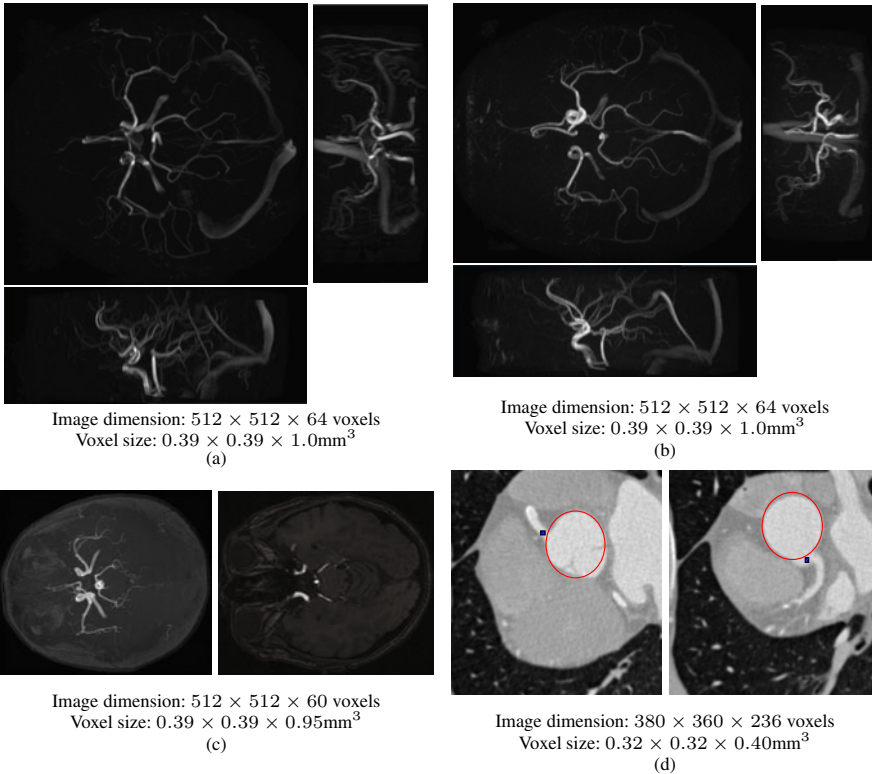 Image dimension: 512 × 512 × 64 voxels
Voxel size: 0.39 × 0.39 × 1.0mm³
(a)
Image dimension: 512 × 512 × 64 voxels
Voxel size: 0.39 × 0.39 × 1.0mm³
(b)
Image dimension: 512 × 512 × 60 voxels
Voxel size: 0.39 × 0.39 × 0.95mm³
(c)
Image dimension: 380 × 360 × 236 voxels
Voxel size: 0.32 × 0.32 × 0.40mm³
(d)